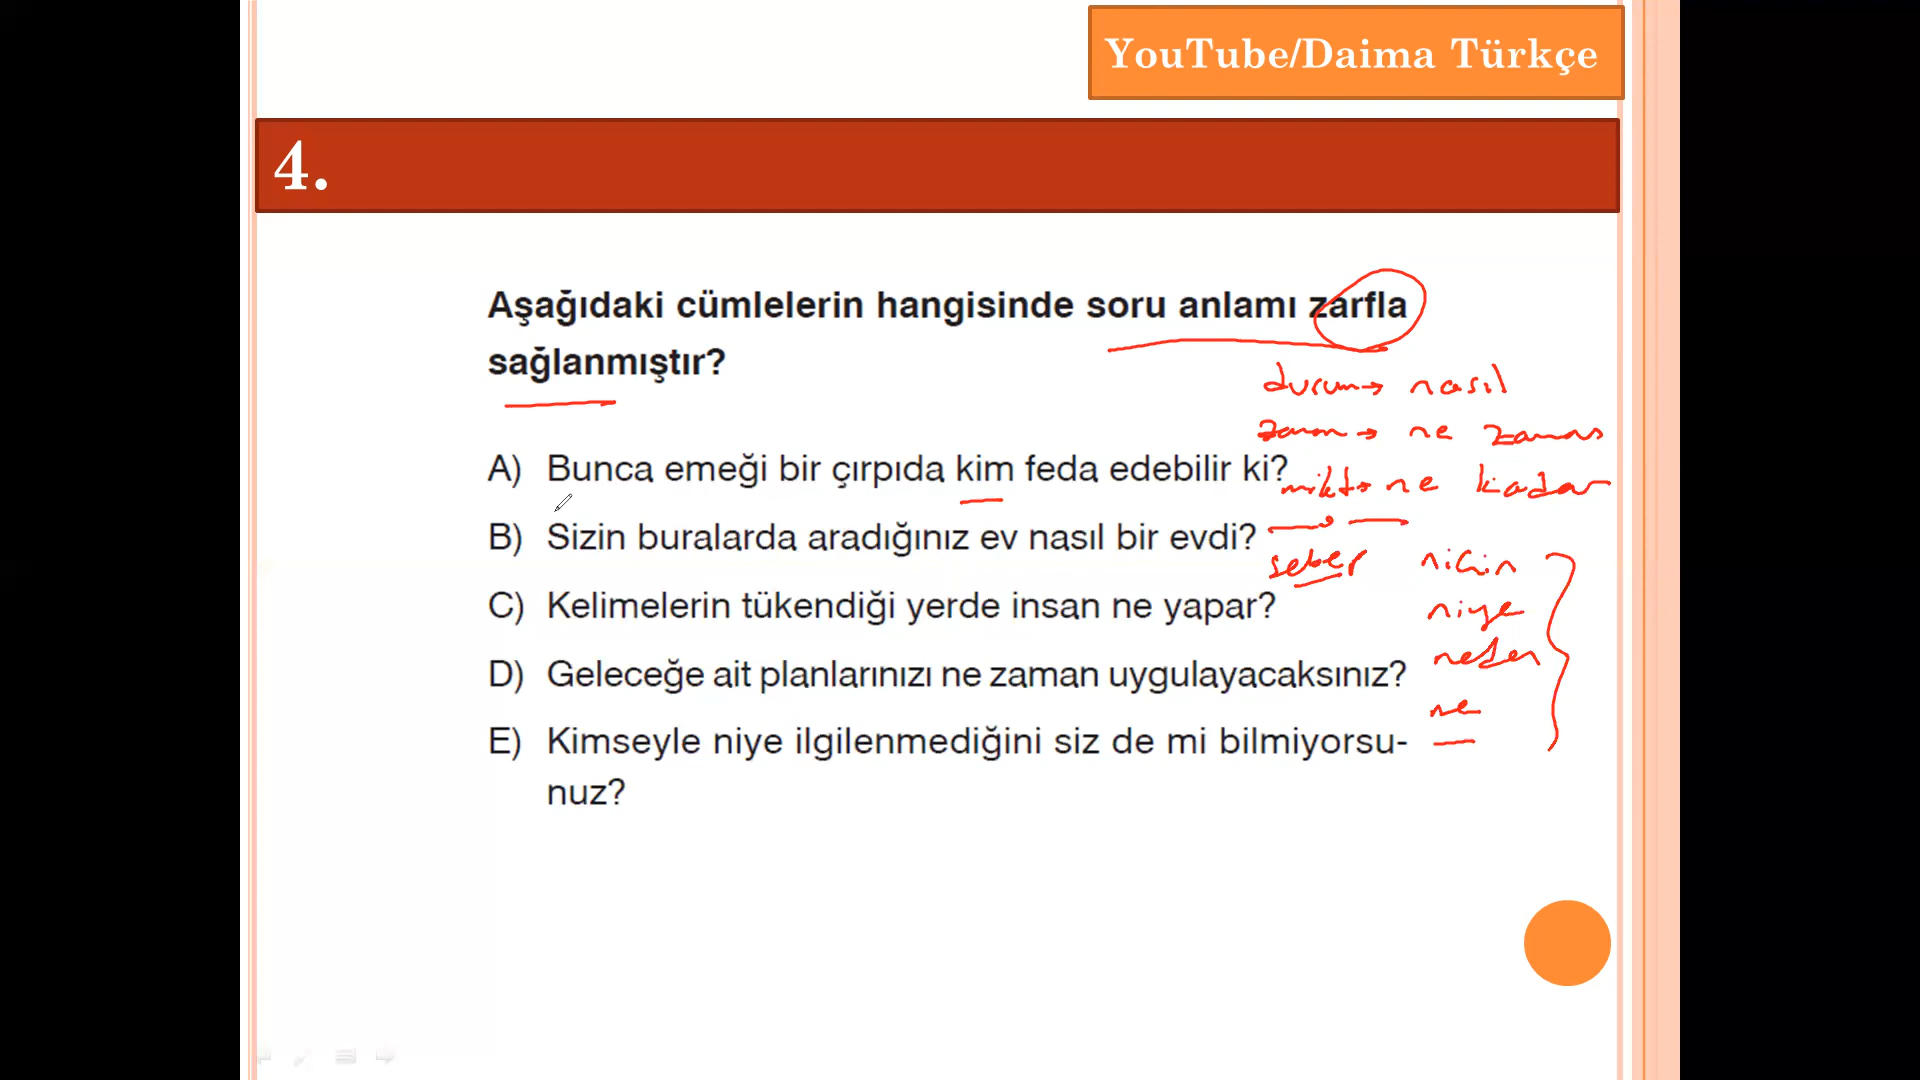 YouTube/Daima Türkçe
4.
Aşağıdaki cümlelerin hangisinde soru anlamı zarfla
sağlanmıştır?
durum → nasıl
zaman → ne zaman
A) Bunca emeği bir çırpıda kim feda edebilir ki?
mikt → ne kadar
B) Sizin buralarda aradığınız ev nasıl bir evdi?
sebep niçin
C) Kelimelerin tükendiği yerde insan ne yapar?
niye
neden
D) Geleceğe ait planlarınızı ne zaman uygulayacaksınız?
ne
E) Kimseyle niye ilgilenmediğini siz de mi bilmiyorsu-
nuz?